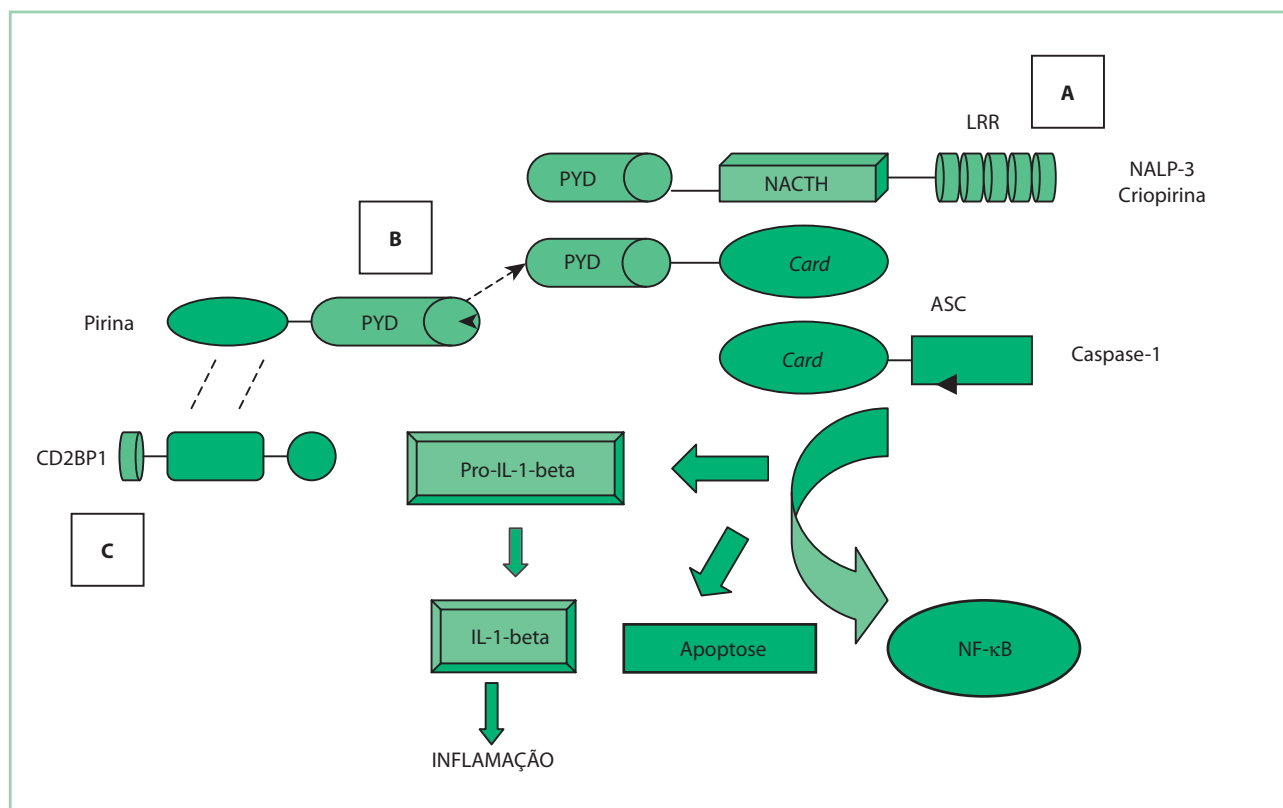 A
LRR
PYD
NACTH
NALP-3
Criopirina
B
PYD
Card
Pirina
PYD
ASC
Card
Caspase-1
CD2BP1
Pro-IL-1-beta
C
IL-1-beta
Apoptose
NF-κB
INFLAMAÇÃO